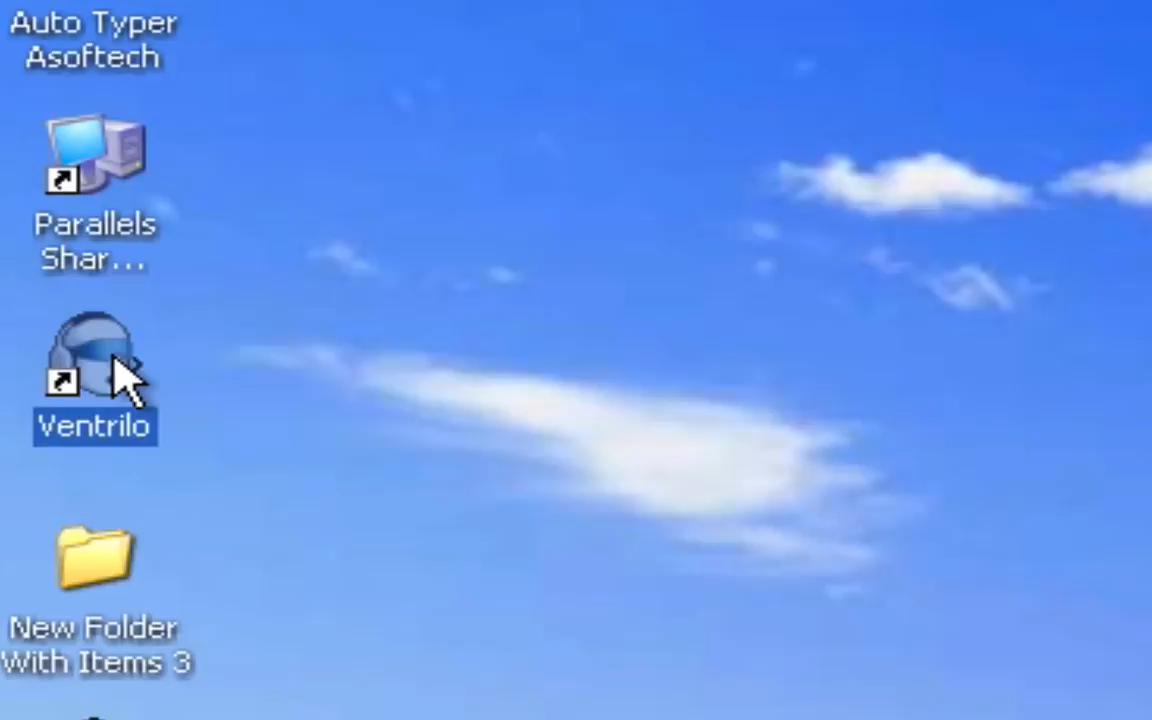 Auto Typer
Asoftech
Parallels
Shar...
Ventrilo
New Folder
With Items 3